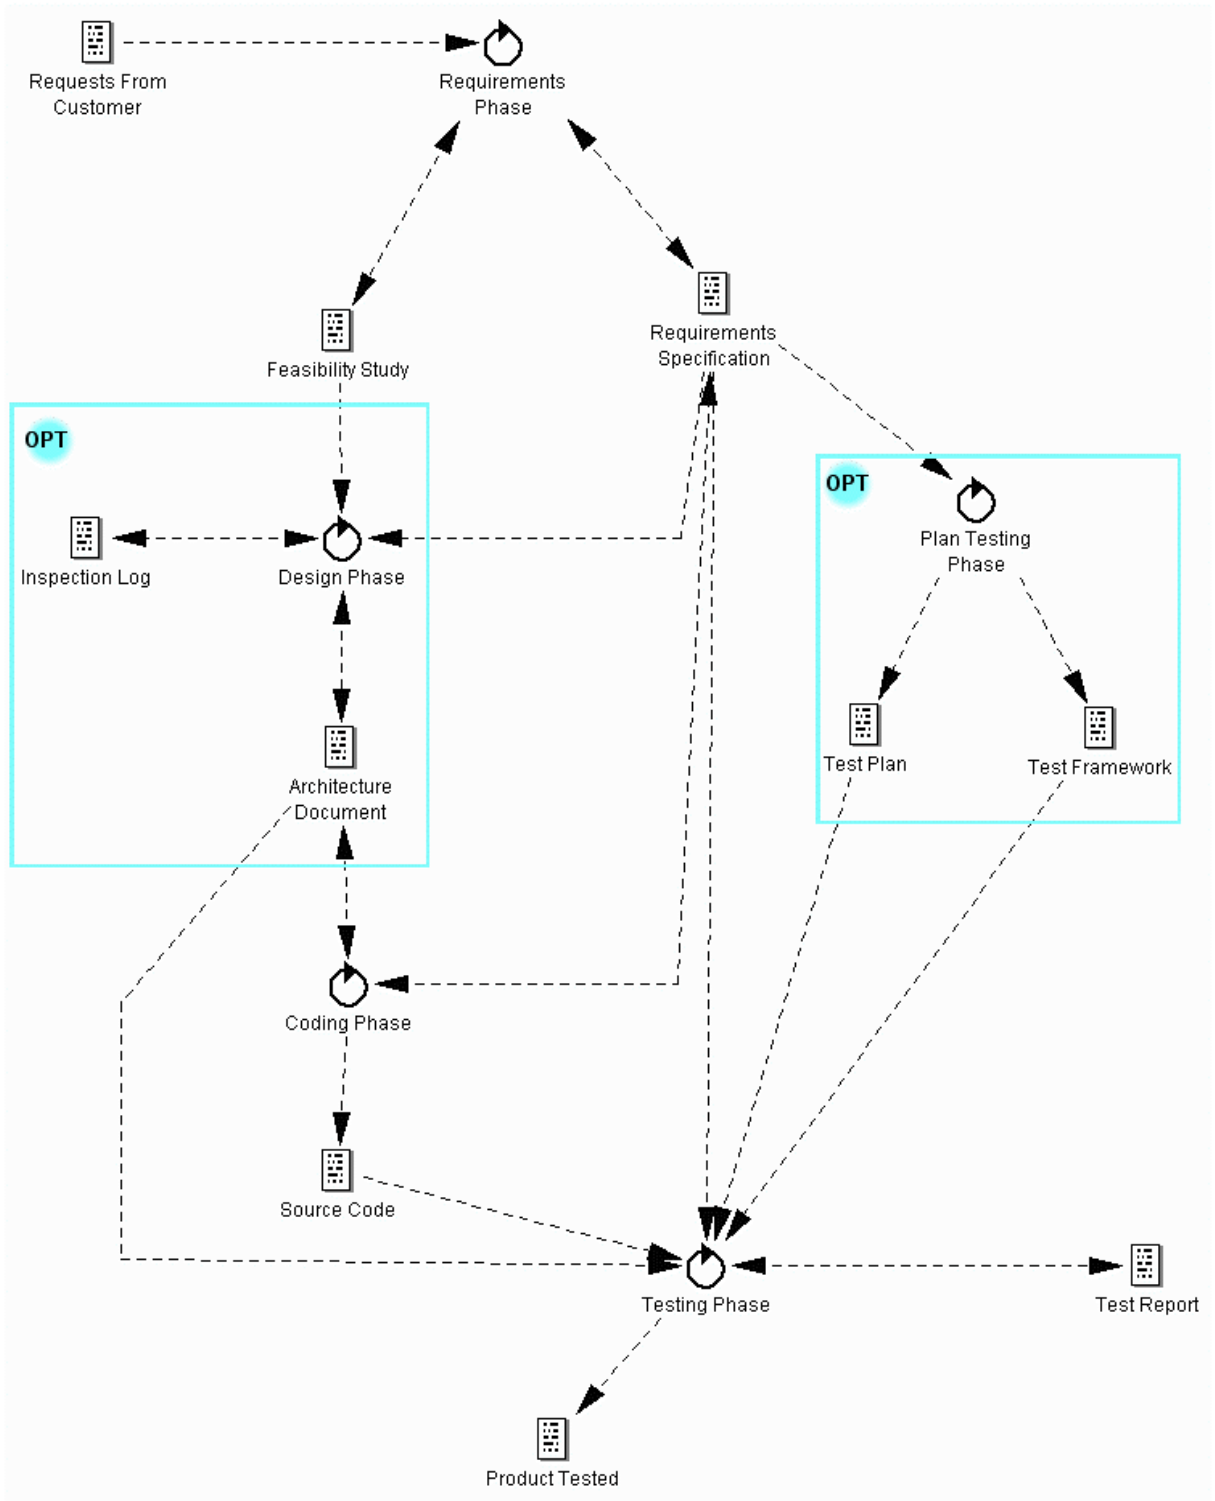 Requests From
Customer
Requirements
Phase
Feasibility Study
Requirements
Specification
OPT
OPT
Inspection Log
Design Phase
Plan Testing
Phase
Architecture
Document
Test Plan
Test Framework
Coding Phase
Source Code
Testing Phase
Test Report
Product Tested